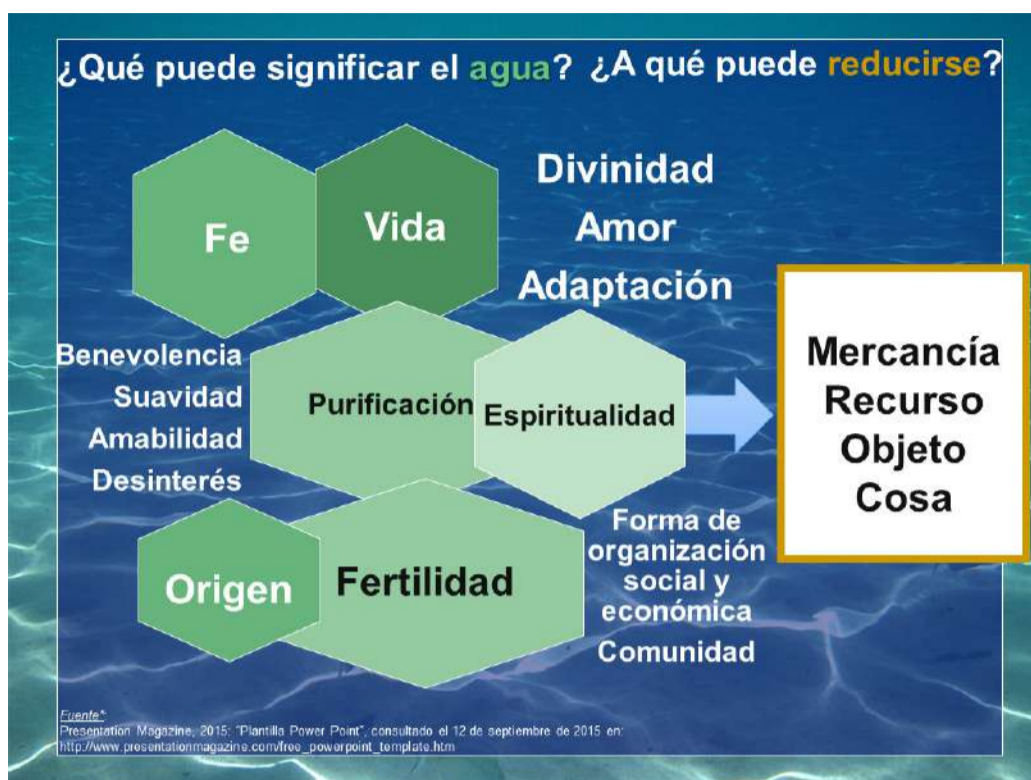 ¿Qué puede significar el agua? ¿A qué puede reducirse?
Fe
Vida
Divinidad
Amor
Adaptación
Benevolencia
Suavidad
Amabilidad
Desinterés
Purificación
Espiritualidad
Mercancía
Recurso
Objeto
Cosa
Origen
Fertilidad
Forma de
organización
social y
económica
Comunidad
Fuente*:
Presentation Magazine, 2015: "Plantilla Power Point", consultado el 12 de septiembre de 2015 en:
http://www.presentationmagazine.com/free_powerpoint_template.htm